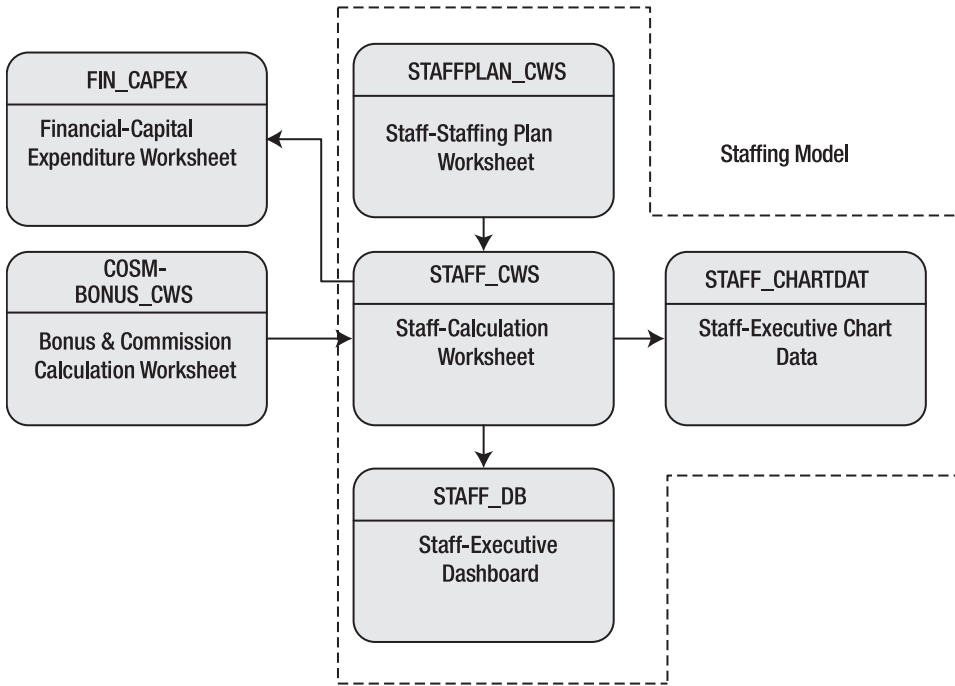 FIN_CAPEX
Financial-Capital
Expenditure Worksheet
STAFFPLAN_CWS
Staff-Staffing Plan
Worksheet
Staffing Model
COSM-
BONUS_CWS
Bonus & Commission
Calculation Worksheet
STAFF_CWS
Staff-Calculation
Worksheet
STAFF_CHARTDAT
Staff-Executive Chart
Data
STAFF_DB
Staff-Executive
Dashboard